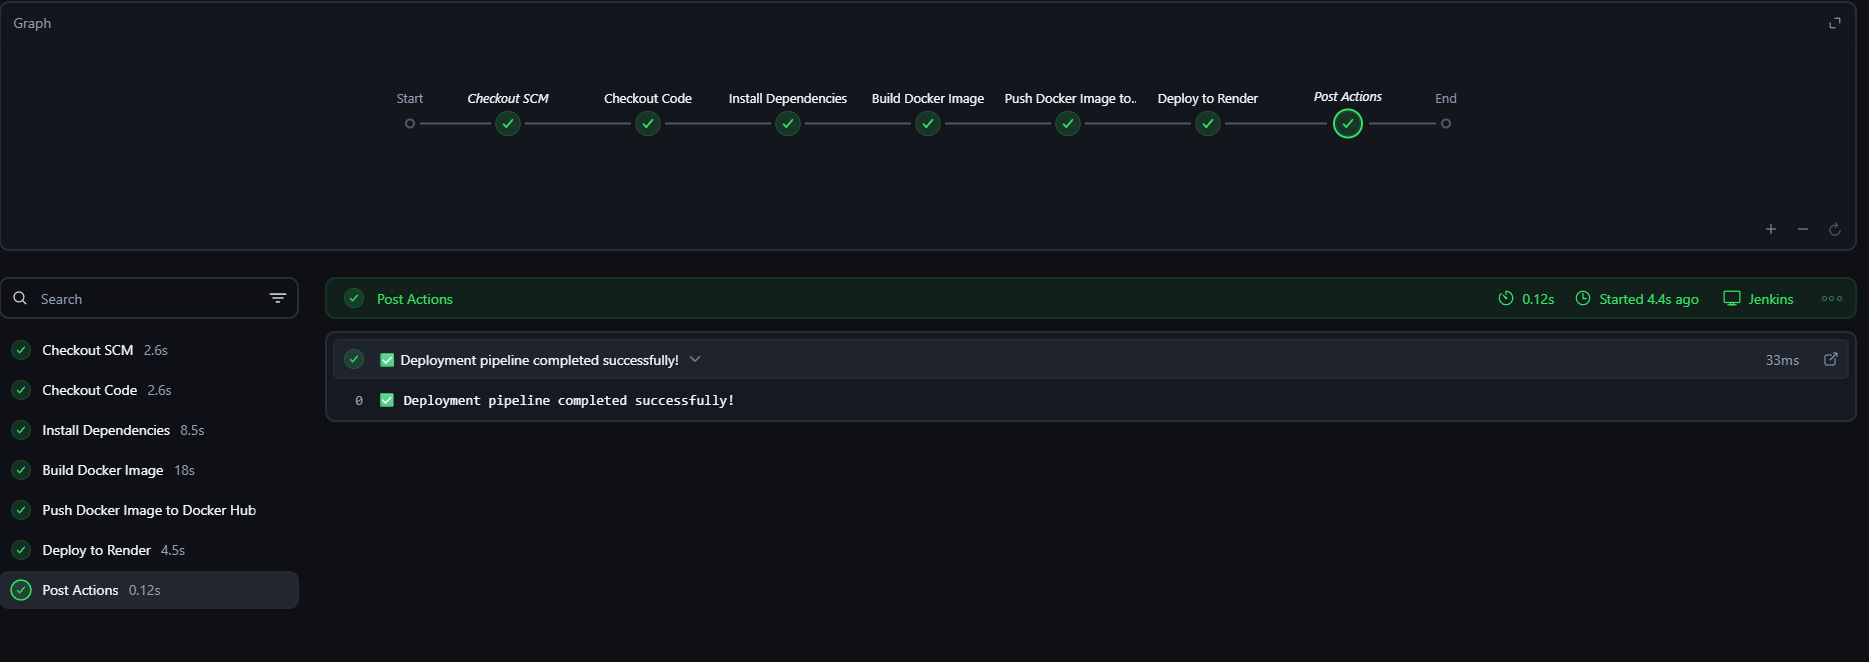 Graph
Start
Checkout SCM
Checkout Code
Install Dependencies
Build Docker Image
Push Docker Image to..
Deploy to Render
Post Actions
End
Search
Checkout SCM 2.6s
Checkout Code 2.6s
Install Dependencies 8.5s
Build Docker Image 18s
Push Docker Image to Docker Hub
Deploy to Render 4.5s
Post Actions 0.12s
Post Actions 0.12s Started 4.4s ago Jenkins
✅ Deployment pipeline completed successfully! 33ms
0 ✅ Deployment pipeline completed successfully!